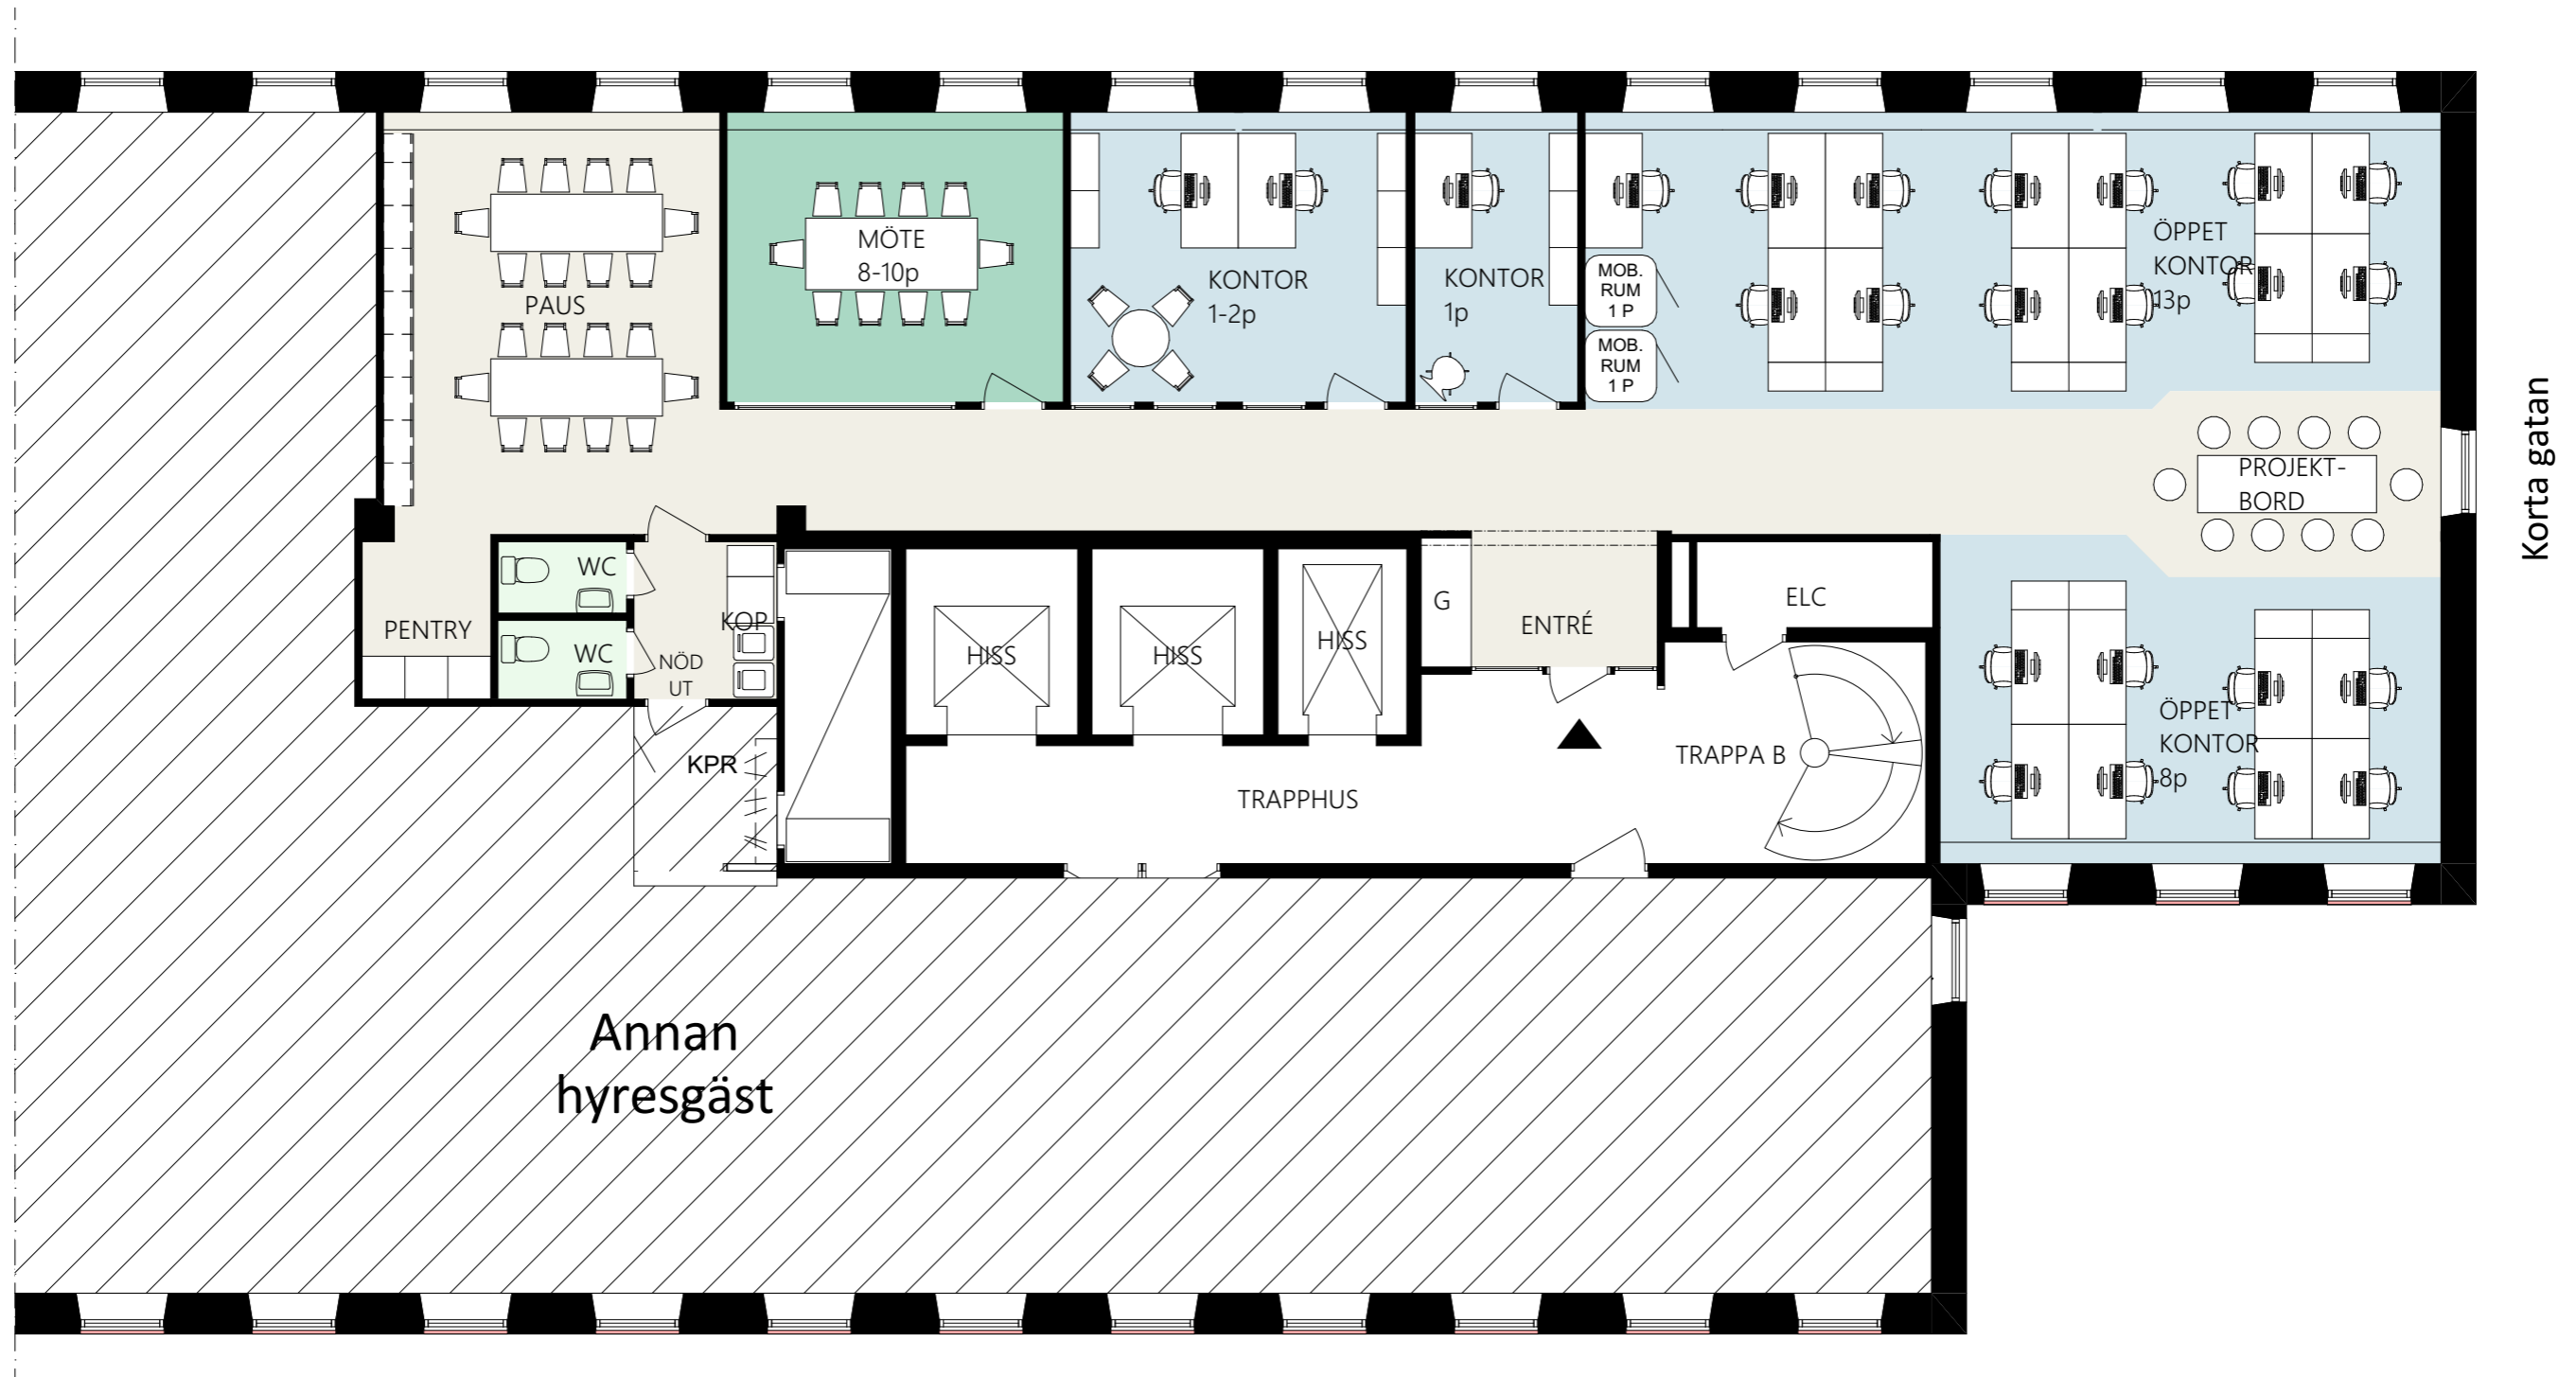 PAUS
MÖTE
8-10p
KONTOR
1-2p
KONTOR
1p
MOB.
RUM
1 P
MOB.
RUM
1 P
ÖPPET
KONTOR
13p
PROJEKT-
BORD
Korta gatan
PENTRY
WC
WC
KOP
NÖD
UT
KPR
HISS
HISS
HISS
G
ENTRÉ
ELC
TRAPPA B
TRAPPHUS
ÖPPET
KONTOR
8p
Annan
hyresgäst